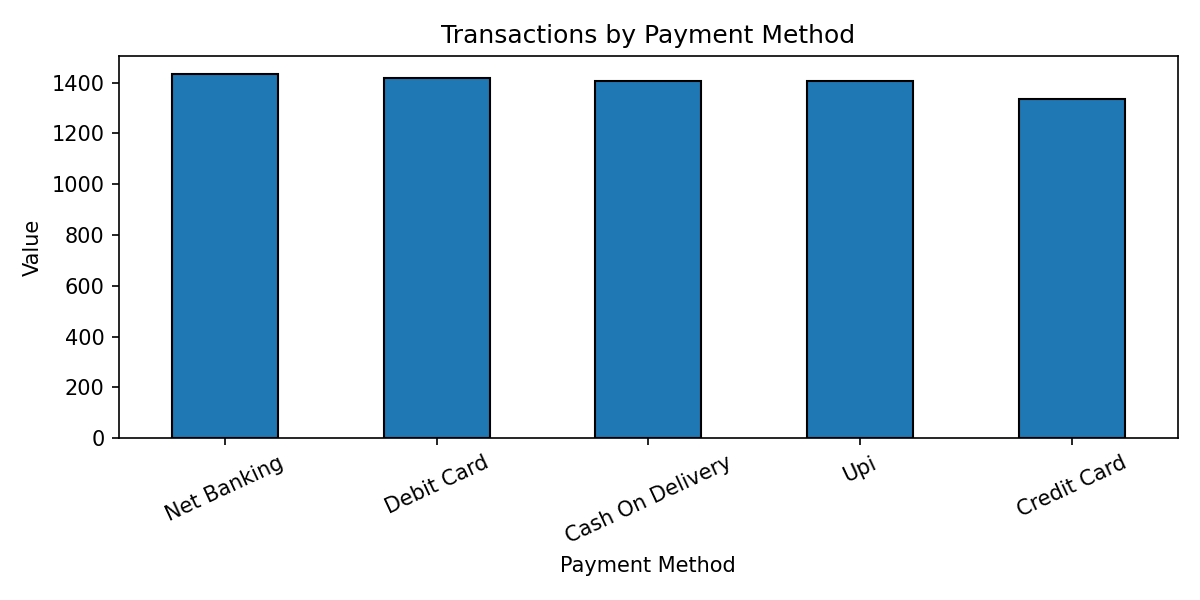 Transactions by Payment Method
1400
1200
1000
800
600
400
200
0
Value
Net Banking
Debit Card
Cash On Delivery
Upi
Credit Card
Payment Method